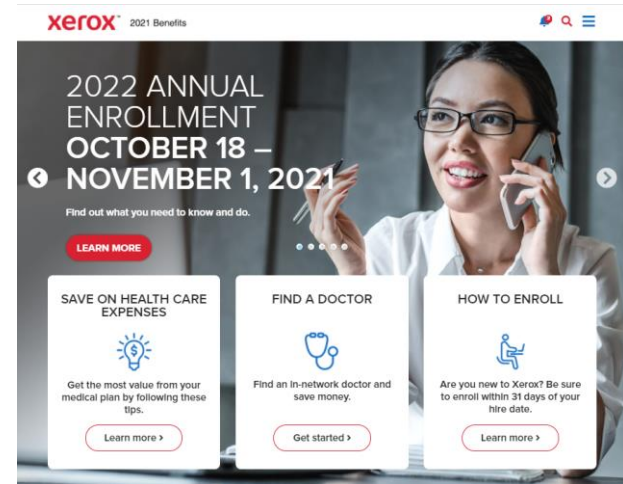 xerox™ 2021 Benefits
2022 ANNUAL
ENROLLMENT
OCTOBER 18 –
NOVEMBER 1, 2021
Find out what you need to know and do.
LEARN MORE
SAVE ON HEALTH CARE
EXPENSES
Get the most value from your
medical plan by following these
tips.
Learn more ›
FIND A DOCTOR
Find an in-network doctor and
save money.
Get started ›
HOW TO ENROLL
Are you new to Xerox? Be sure
to enroll within 31 days of your
hire date.
Learn more ›